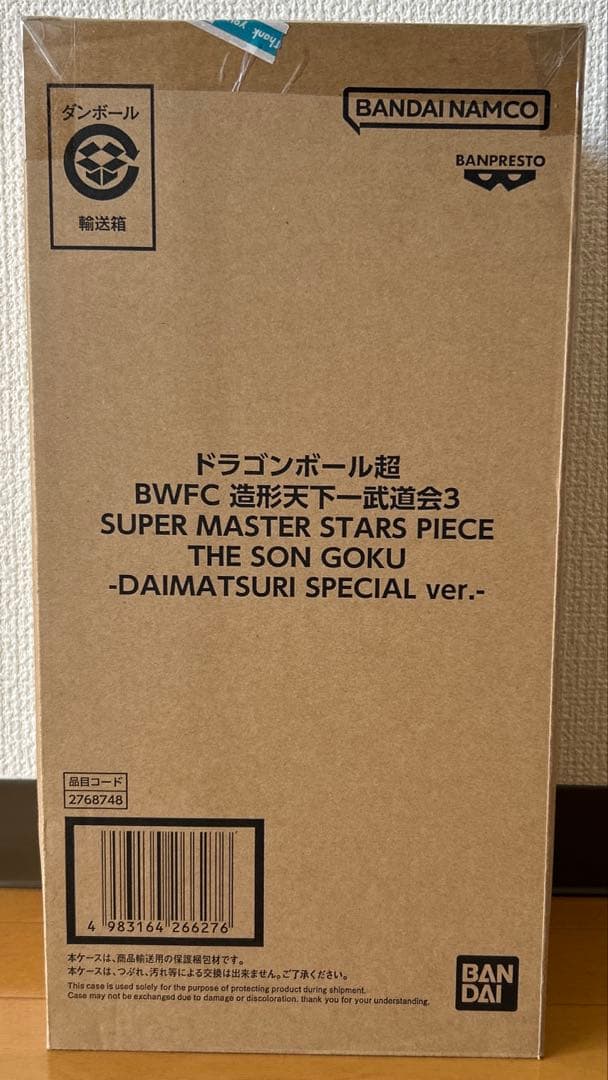 Thank you
ダンボール
輸送箱
BANDAI NAMCO
BANPRESTO
ドラゴンボール超
BWFC 造形天下一武道会3
SUPER MASTER STARS PIECE
THE SON GOKU
-DAIMATSURI SPECIAL ver.-
品目コード
2768748
4 983164 266276
本ケースは、商品輸送用の保護梱包材です。
本ケースは、つぶれ、汚れ等による交換は出来ません。ご了承ください。
This case is used solely for the purpose of protecting product during shipment.
Case may not be exchanged due to damage or discoloration. thank you for your understanding.
BAN
DAI